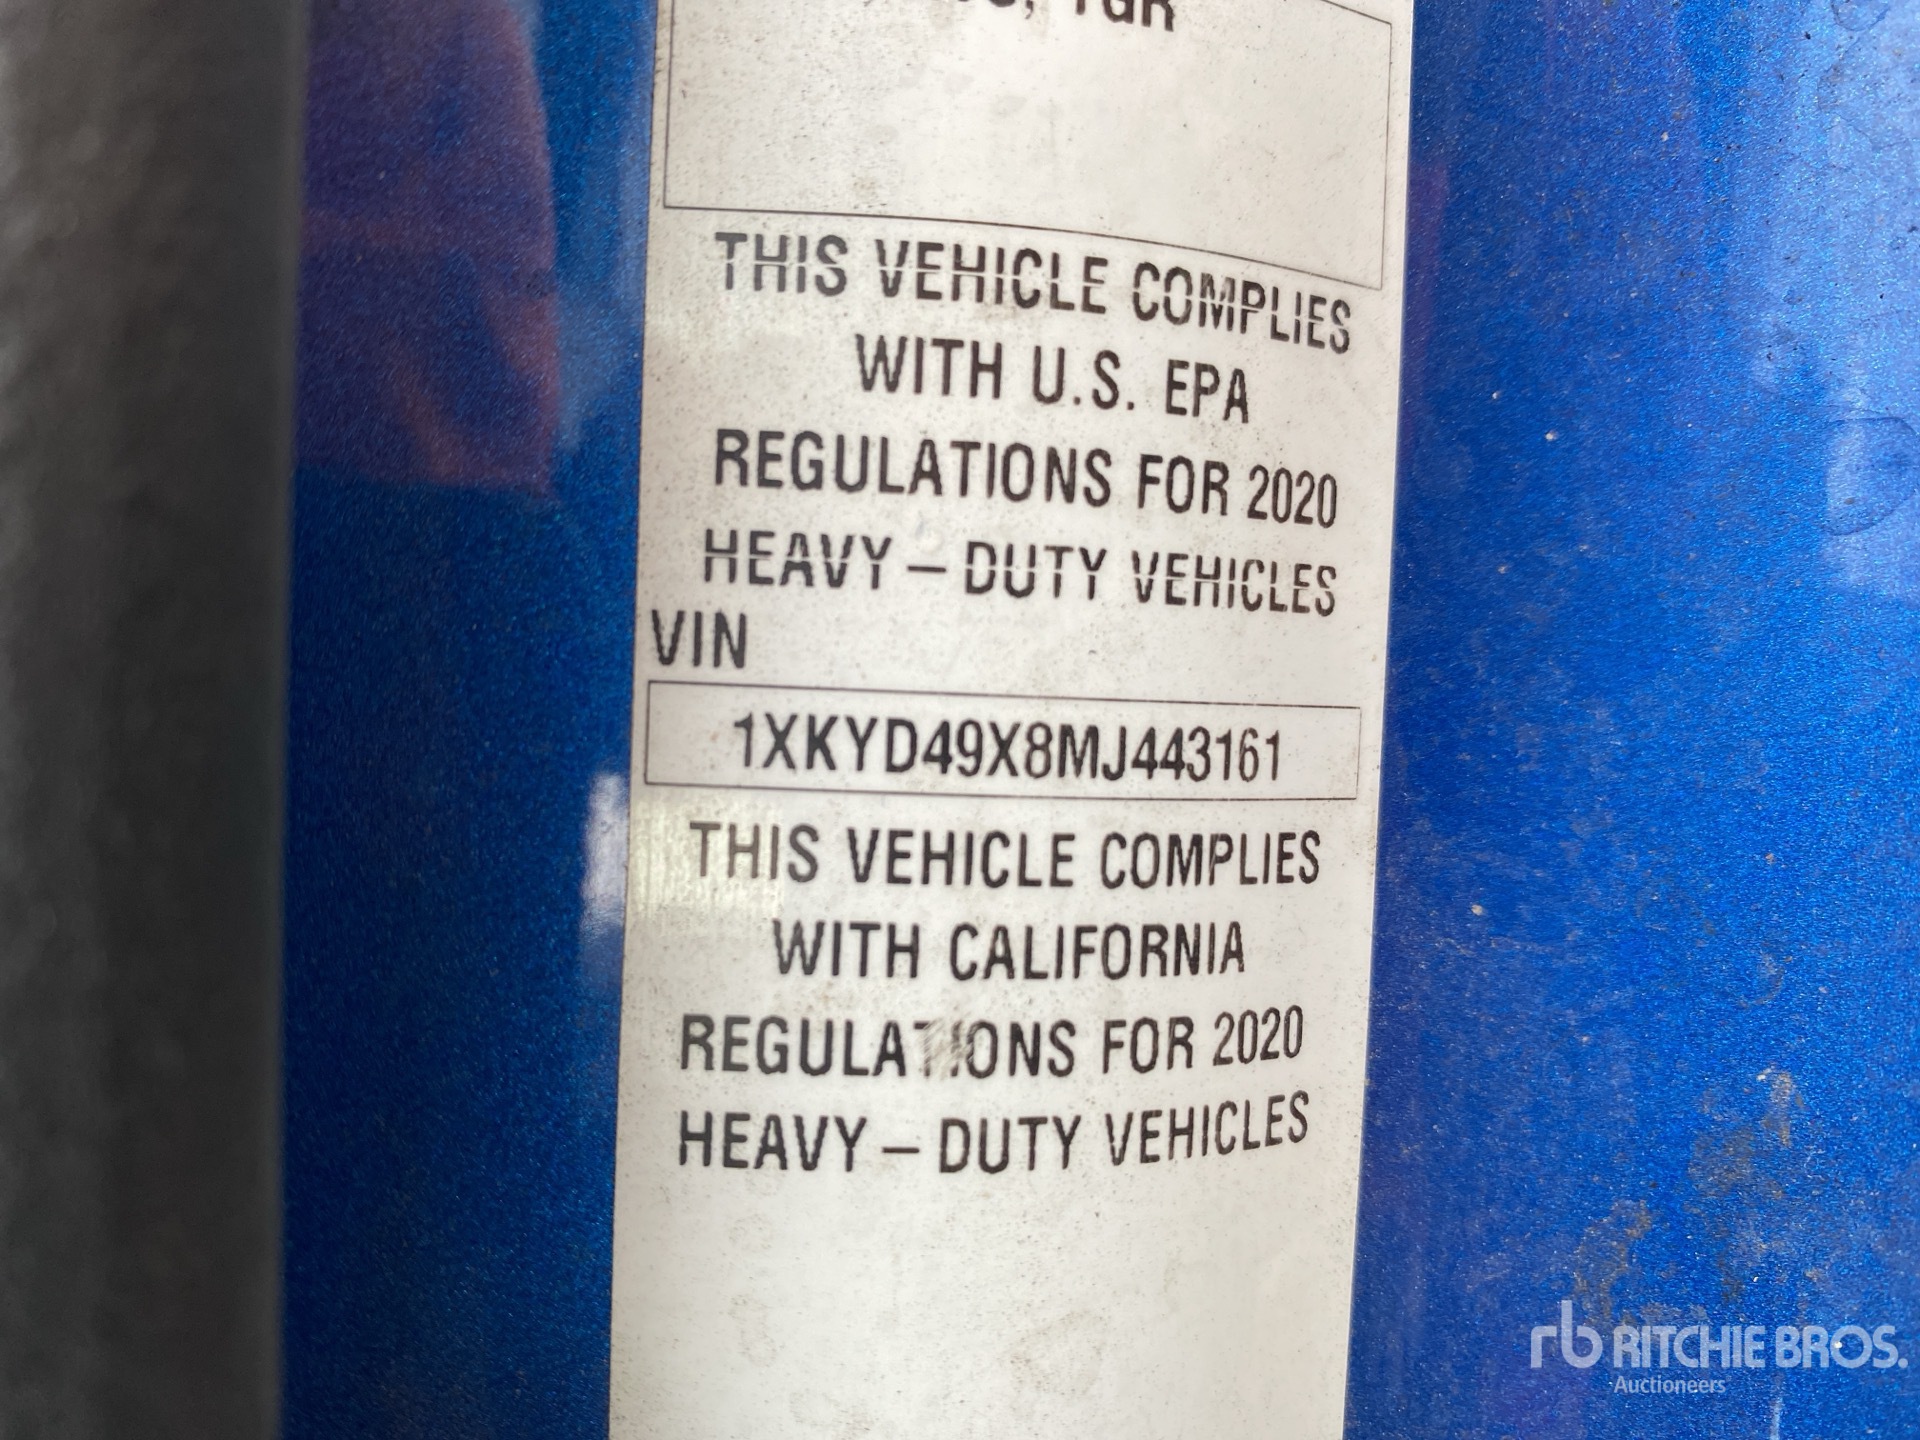 THIS VEHICLE COMPLIES
WITH U.S. EPA
REGULATIONS FOR 2020
HEAVY – DUTY VEHICLES
VIN
1XKYD49X8MJ443161
THIS VEHICLE COMPLIES
WITH CALIFORNIA
REGULATIONS FOR 2020
HEAVY – DUTY VEHICLES
rb RITCHIE BROS.
Auctioneers